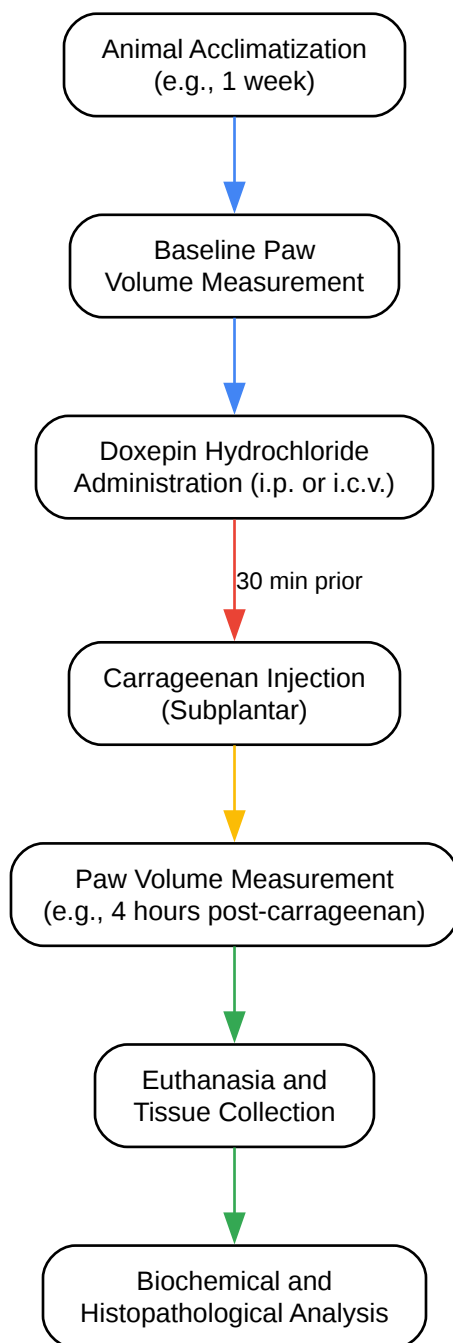 Animal Acclimatization
(e.g., 1 week)
Baseline Paw
Volume Measurement
Doxepin Hydrochloride
Administration (i.p. or i.c.v.)
30 min prior
Carrageenan Injection
(Subplantar)
Paw Volume Measurement
(e.g., 4 hours post-carrageenan)
Euthanasia and
Tissue Collection
Biochemical and
Histopathological Analysis